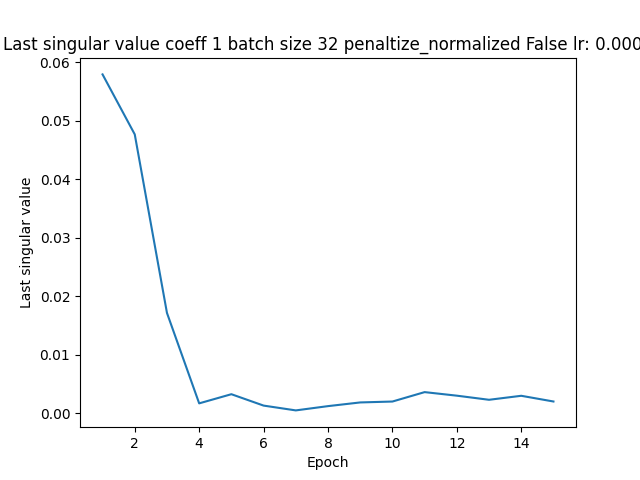 Last singular value coeff 1 batch size 32 penaltize_normalized False lr: 0.000
0.06
0.05
0.04
0.03
0.02
0.01
0.00
Last singular value
2 4 6 8 10 12 14
Epoch